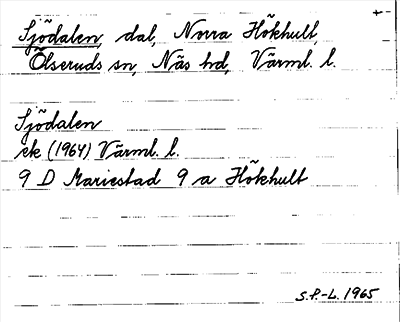 Sjödalen, dal, Norra Hökhult,
Ölseruds sn, Näs hd, Värml. l.
Sjödalen
ek (1964) Värml. l.
9 D Mariestad 9 a Hökhult
S.P.-L. 1965